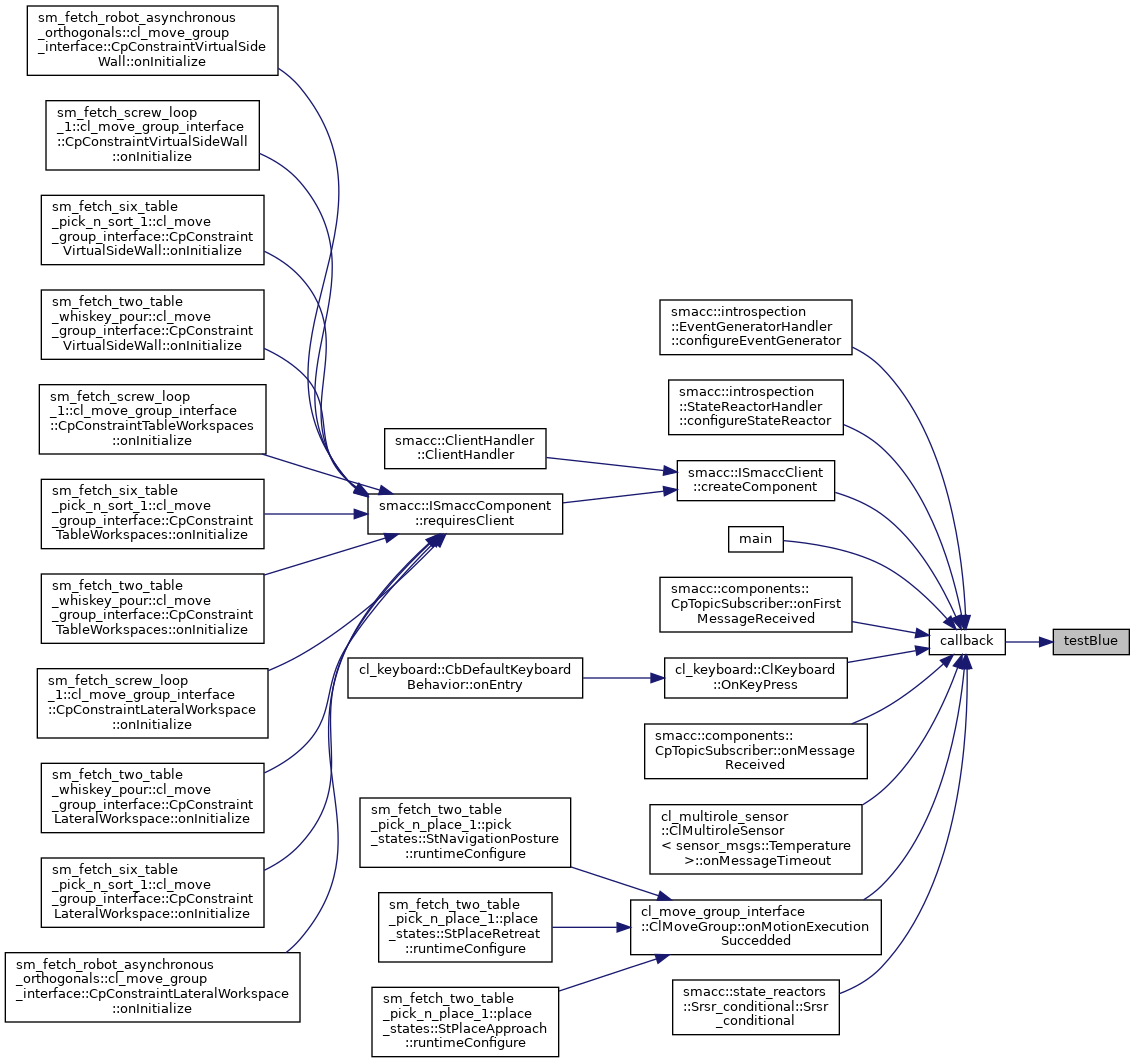 sm_fetch_robot_asynchronous
_orthogonals::cl_move_group
_interface::CpConstraintVirtualSide
Wall::onInitialize
sm_fetch_screw_loop
_1::cl_move_group_interface
::CpConstraintVirtualSideWall
::onInitialize
sm_fetch_six_table
_pick_n_sort_1::cl_move
_group_interface::CpConstraint
VirtualSideWall::onInitialize
sm_fetch_two_table
_whiskey_pour::cl_move
_group_interface::CpConstraint
VirtualSideWall::onInitialize
sm_fetch_screw_loop
_1::cl_move_group_interface
::CpConstraintTableWorkspaces
::onInitialize
sm_fetch_six_table
_pick_n_sort_1::cl_move
_group_interface::CpConstraint
TableWorkspaces::onInitialize
sm_fetch_two_table
_whiskey_pour::cl_move
_group_interface::CpConstraint
TableWorkspaces::onInitialize
sm_fetch_screw_loop
_1::cl_move_group_interface
::CpConstraintLateralWorkspace
::onInitialize
sm_fetch_two_table
_whiskey_pour::cl_move
_group_interface::CpConstraint
LateralWorkspace::onInitialize
sm_fetch_six_table
_pick_n_sort_1::cl_move
_group_interface::CpConstraint
LateralWorkspace::onInitialize
sm_fetch_robot_asynchronous
_orthogonals::cl_move_group
_interface::CpConstraintLateralWorkspace
::onInitialize
smacc::ClientHandler
::ClientHandler
smacc::ISmaccComponent
::requiresClient
cl_keyboard::CbDefaultKeyboard
Behavior::onEntry
sm_fetch_two_table
_pick_n_place_1::pick
_states::StNavigationPosture
::runtimeConfigure
sm_fetch_two_table
_pick_n_place_1::place
_states::StPlaceRetreat
::runtimeConfigure
sm_fetch_two_table
_pick_n_place_1::place
_states::StPlaceApproach
::runtimeConfigure
smacc::introspection
::EventGeneratorHandler
::configureEventGenerator
smacc::introspection
::StateReactorHandler
::configureStateReactor
smacc::ISmaccClient
::createComponent
main
smacc::components::
CpTopicSubscriber::onFirst
MessageReceived
cl_keyboard::ClKeyboard
::OnKeyPress
smacc::components::
CpTopicSubscriber::onMessage
Received
cl_multirole_sensor
::ClMultiroleSensor
< sensor_msgs::Temperature
>::onMessageTimeout
cl_move_group_interface
::ClMoveGroup::onMotionExecution
Succedded
smacc::state_reactors
::Srsr_conditional::Srsr
_conditional
callback
testBlue